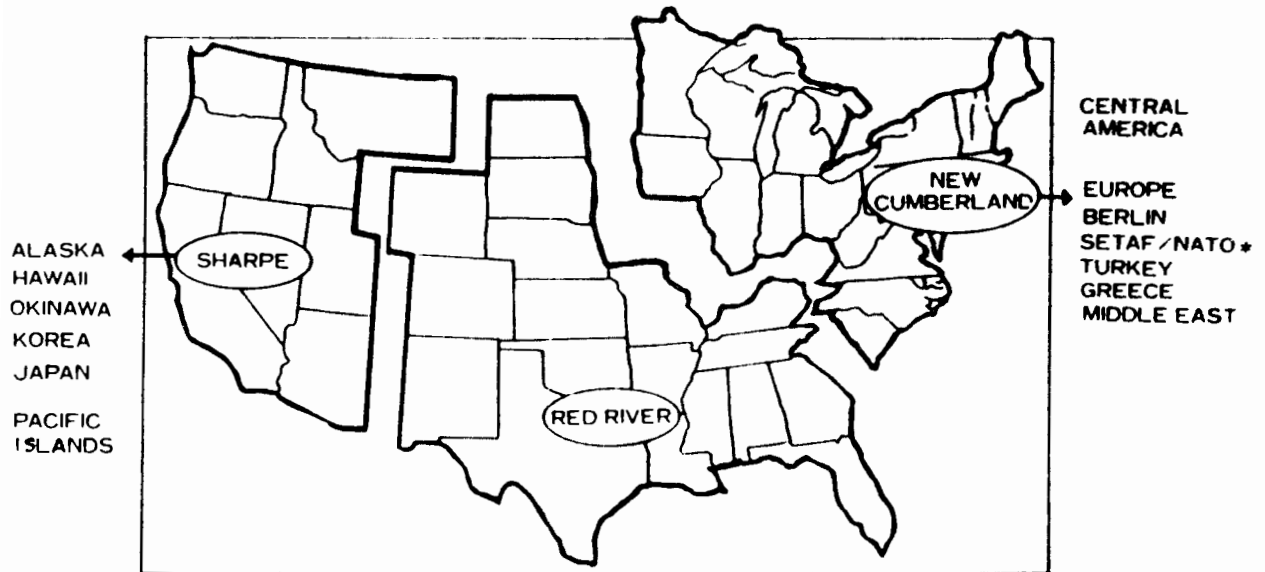 ALASKA
HAWAII
OKINAWA
KOREA
JAPAN
PACIFIC
ISLANDS
SHARPE
RED RIVER
NEW
CUMBERLAND
CENTRAL
AMERICA
EUROPE
BERLIN
SETAF/NATO*
TURKEY
GREECE
MIDDLE EAST